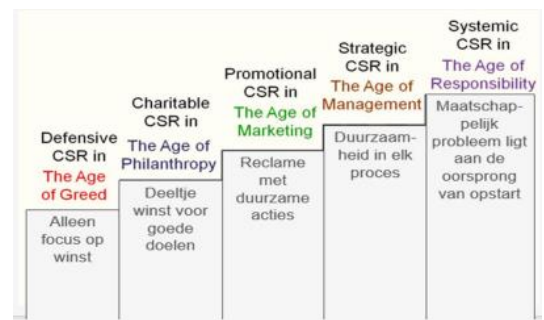 Defensive
CSR in
The Age
of Greed
Alleen
focus op
winst
Charitable
CSR in
The Age of
Philanthropy
Deeltje
winst voor
goede
doelen
Promotional
CSR in
The Age of
Marketing
Reclame
met
duurzame
acties
Strategic
CSR in
The Age of
Management
Duurzaam-
heid in elk
proces
Systemic
CSR in
The Age of
Responsibility
Maatschap-
pelijk
probleem ligt
aan de
oorsprong
van opstart